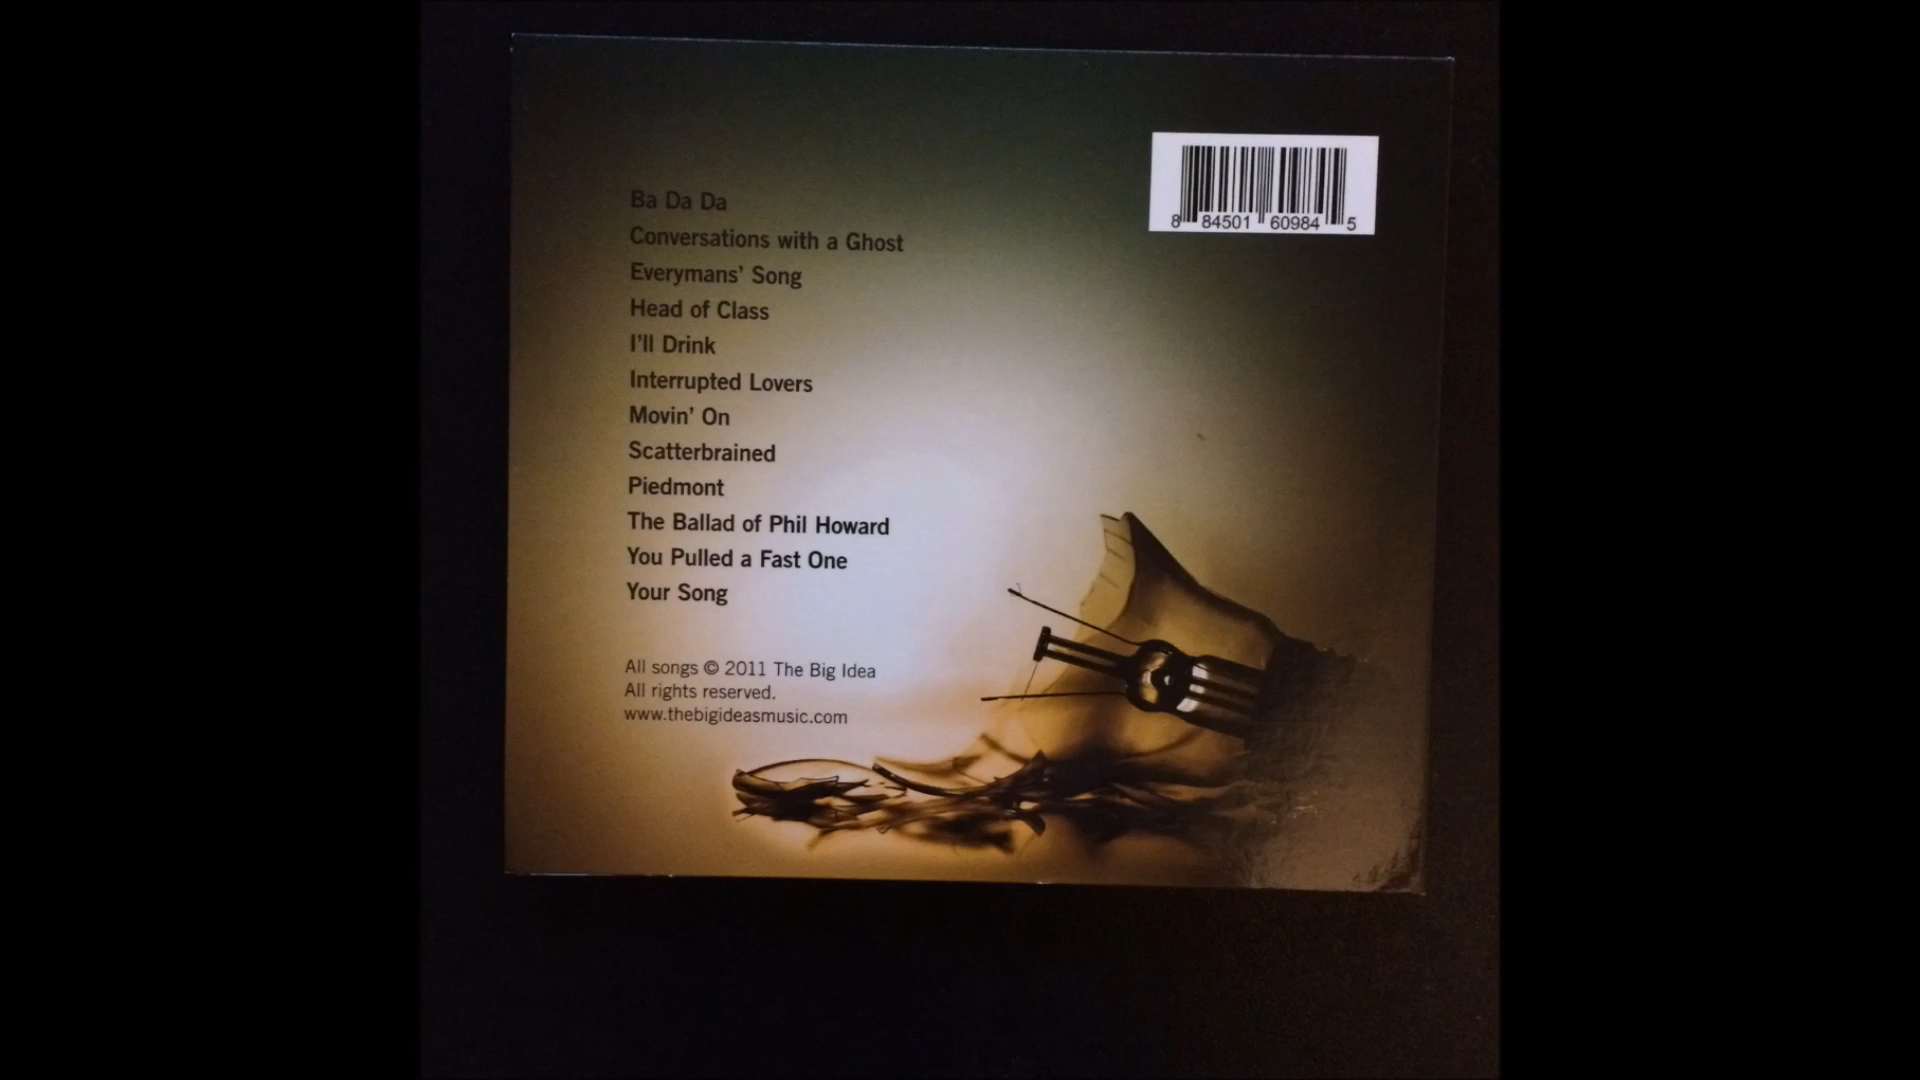 8 84501 60984 5
Ba Da Da
Conversations with a Ghost
Everymans' Song
Head of Class
I'll Drink
Interrupted Lovers
Movin' On
Scatterbrained
Piedmont
The Ballad of Phil Howard
You Pulled a Fast One
Your Song
All songs © 2011 The Big Idea
All rights reserved.
www.thebigideasmusic.com